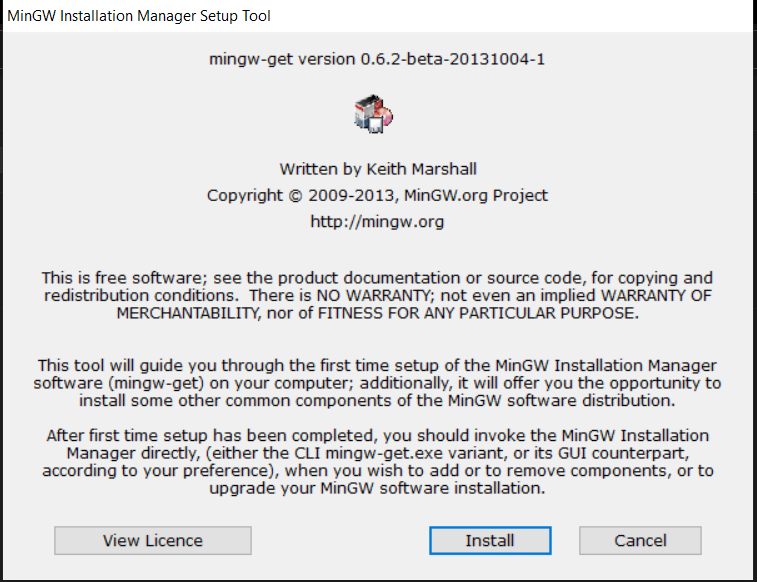 MinGW Installation Manager Setup Tool
mingw-get version 0.6.2-beta-20131004-1
Written by Keith Marshall
Copyright © 2009-2013, MinGW.org Project
http://mingw.org
This is free software; see the product documentation or source code, for copying and
redistribution conditions.  There is NO WARRANTY; not even an implied WARRANTY OF
MERCHANTABILITY, nor of FITNESS FOR ANY PARTICULAR PURPOSE.
This tool will guide you through the first time setup of the MinGW Installation Manager
software (mingw-get) on your computer; additionally, it will offer you the opportunity to
install some other common components of the MinGW software distribution.
After first time setup has been completed, you should invoke the MinGW Installation
Manager directly, (either the CLI mingw-get.exe variant, or its GUI counterpart,
according to your preference), when you wish to add or to remove components, or to
upgrade your MinGW software installation.
View Licence
Install
Cancel